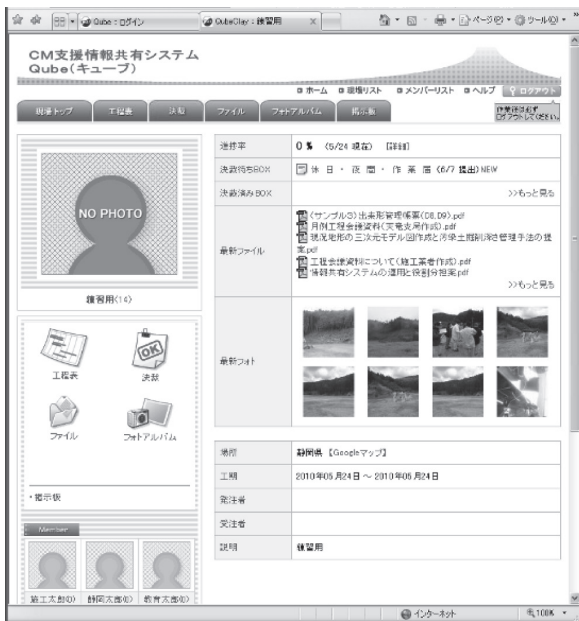 Qube：ログイン
QubeClay：練習用
ページ(P)
ツール(O)
CM支援情報共有システム
Qube(キューブ)
ホーム
現場リスト
メンバーリスト
ヘルプ
ログアウト
現場トップ
工程表
決裁
ファイル
フォトアルバム
掲示板
作業後は必ず
ログアウトしてください。
NO PHOTO
練習用(14)
工程表
OK
決裁
ファイル
フォトアルバム
・掲示板
Member
施工太郎(0)
静岡太郎(0)
教育太郎(0)
進捗率
0 % (5/24 現在) 【詳細】
決裁待ちBOX
休 日 ・ 夜 間 ・ 作 業 届 (6/7 提出) NEW
決裁済みBOX
>>もっと見る
最新ファイル
(サンプル3)出来形管理帳票(D8,D9).pdf
月例工程会議資料(天竜支局作成).pdf
現況地形の三次元モデル図作成と汚染土掘削深さ管理手法の提
案.pdf
工程会議資料について(施工業者作成).pdf
情報共有システムの運用と役割分担案.pdf
>>もっと見る
最新フォト
場所
静岡県 【Googleマップ】
工期
2010年05月24日 ～ 2010年05月24日
発注者
受注者
説明
練習用
インターネット
100%